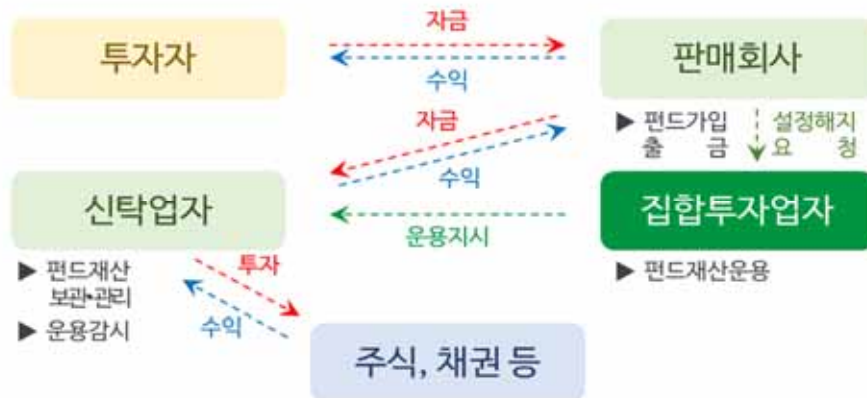 자금
투자자
판매회사
수익
자금
▶ 펀드가입
출 금
설정해지
요 청
수익
신탁업자
집합투자업자
운용지시
▶ 펀드재산
보관•관리
▶ 운용감시
투자
수익
▶ 펀드재산운용
주식, 채권 등